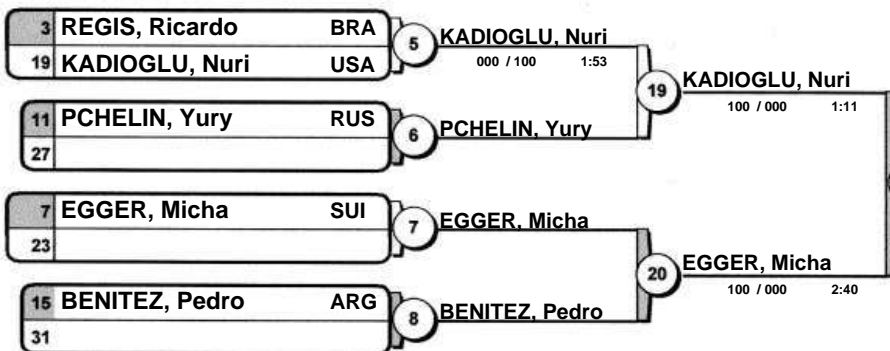 3 REGIS, Ricardo BRA
19 KADIOGLU, Nuri USA
5 KADIOGLU, Nuri
000 / 100 1:53
11 PCHELIN, Yury RUS
27
6 PCHELIN, Yury
19 KADIOGLU, Nuri
100 / 000 1:11
7 EGGER, Micha SUI
23
7 EGGER, Micha
15 BENITEZ, Pedro ARG
31
8 BENITEZ, Pedro
20 EGGER, Micha
100 / 000 2:40